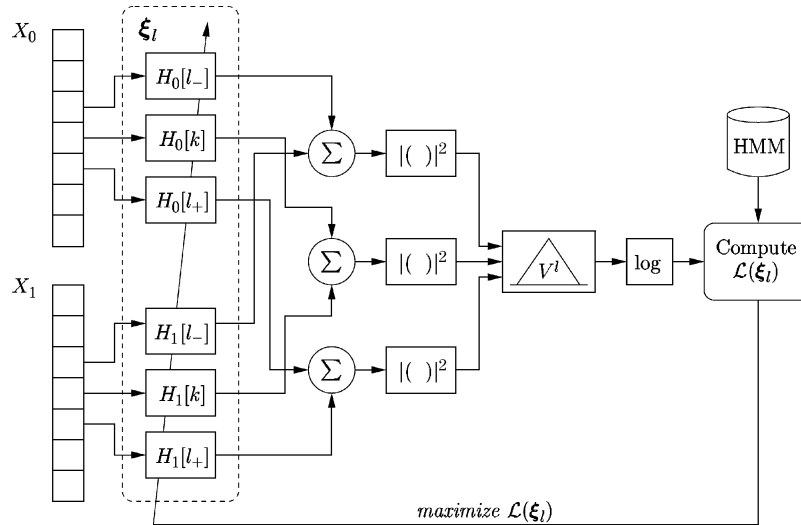 X₀
ξₗ
H₀[l₋]
H₀[k]
H₀[l₊]
Σ
|( )|²
Σ
|( )|²
Σ
|( )|²
Vˡ
log
HMM
Compute
ℒ(ξₗ)
X₁
H₁[l₋]
H₁[k]
H₁[l₊]
maximize ℒ(ξₗ)